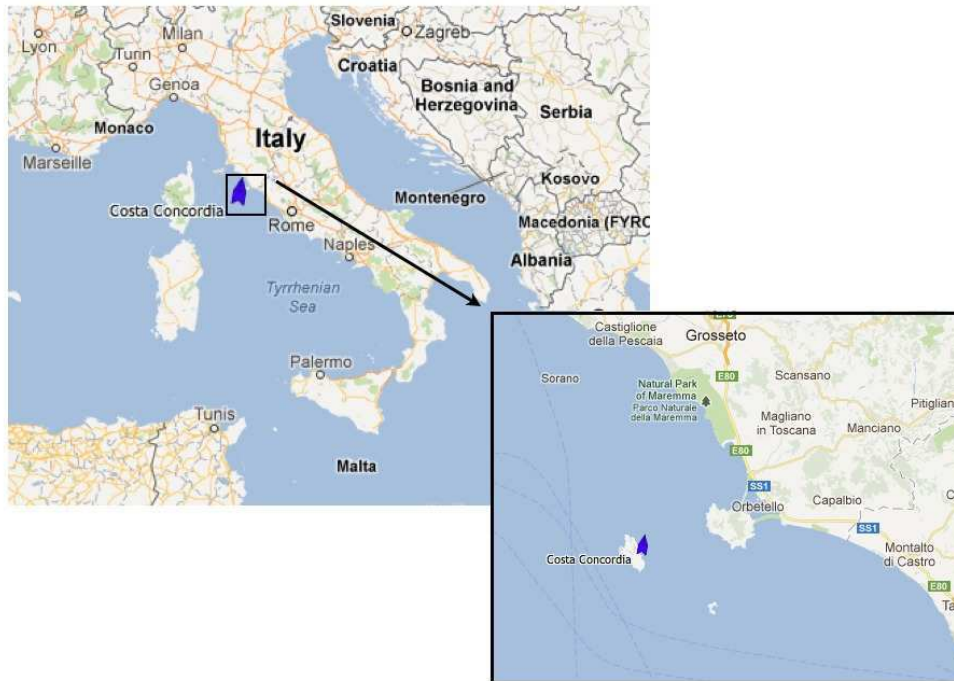 Slovenia
Lyon
Milan
Zagreb
Turin
Croatia
Genoa
Bosnia and
Herzegovina
Serbia
Monaco
Italy
Marseille
Kosovo
Montenegro
Costa Concordia
Rome
Macedonia (FYRO
Naples
Albania
Tyrrhenian
Sea
Palermo
Tunis
Malta
Castiglione
della Pescaia
Grosseto
E80
Sorano
Scansano
Natural Park
of Maremma
Parco Naturale
della Maremma
Magliano
in Toscana
Pitiglian
Manciano
E80
SS1
Orbetello
Capalbio
SS1
Costa Concordia
Montalto
di Castro
E80
Ta